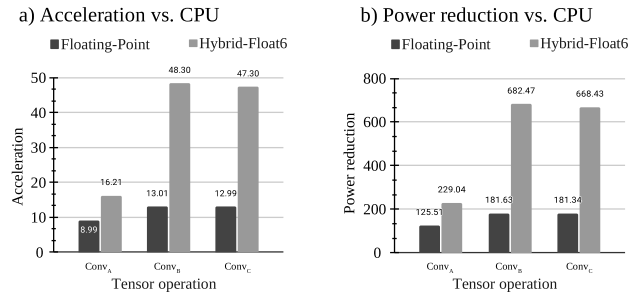 a) Acceleration vs. CPU
Floating-Point Hybrid-Float6
Acceleration
50
40
30
20
10
0
8.99
16.21
13.01
48.30
12.99
47.30
ConvA ConvB ConvC
Tensor operation
b) Power reduction vs. CPU
Floating-Point Hybrid-Float6
Power reduction
800
600
400
200
0
125.51
229.04
181.63
682.47
181.34
668.43
ConvA ConvB ConvC
Tensor operation